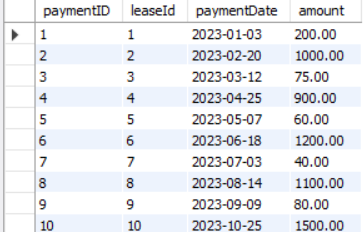 paymentID leaseId paymentDate amount
1 1 2023-01-03 200.00
2 2 2023-02-20 1000.00
3 3 2023-03-12 75.00
4 4 2023-04-25 900.00
5 5 2023-05-07 60.00
6 6 2023-06-18 1200.00
7 7 2023-07-03 40.00
8 8 2023-08-14 1100.00
9 9 2023-09-09 80.00
10 10 2023-10-25 1500.00